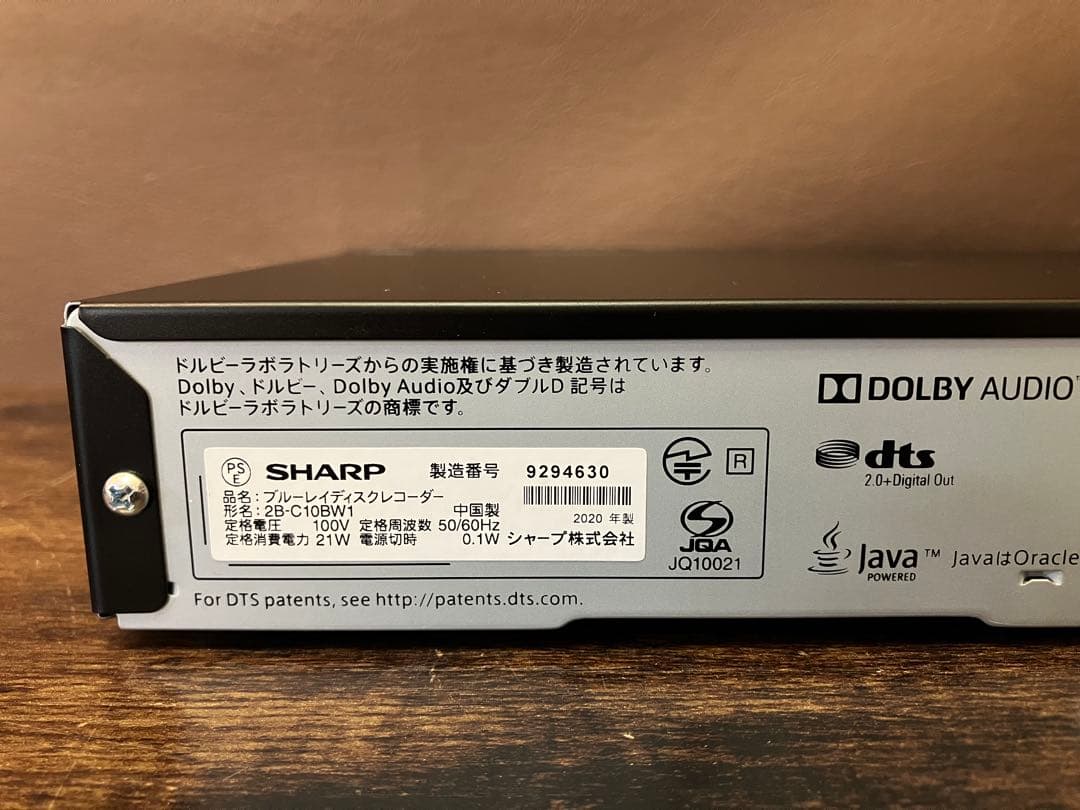 ドルビーラボラトリーズからの実施権に基づき製造されています。
Dolby、ドルビー、Dolby Audio及びダブルD 記号は
ドルビーラボラトリーズの商標です。
DOLBY AUDIO
PS
E
SHARP 製造番号 9294630
品名：ブルーレイディスクレコーダー
形名：2B-C10BW1 中国製
2020 年製
定格電圧 100V 定格周波数 50/60Hz
定格消費電力 21W 電源切時 0.1W シャープ株式会社
R
JQA
JQ10021
dts
2.0+Digital Out
Java™ JavaはOracle
POWERED
For DTS patents, see http://patents.dts.com.